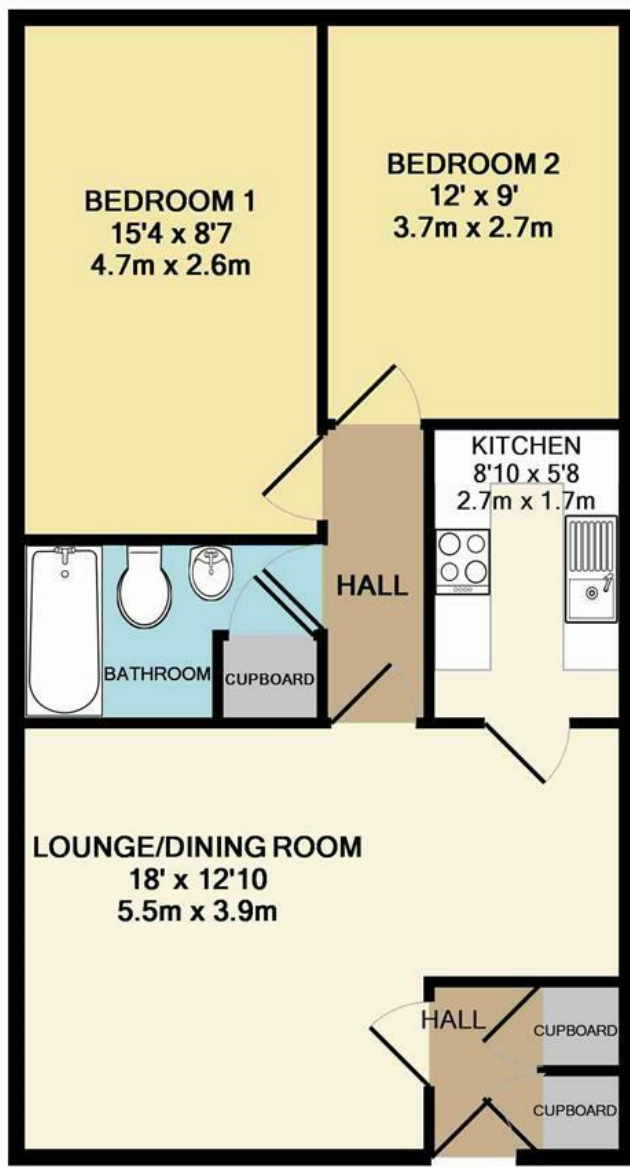 BEDROOM 1
15'4 x 8'7
4.7m x 2.6m
BEDROOM 2
12' x 9'
3.7m x 2.7m
KITCHEN
8'10 x 5'8
2.7m x 1.7m
HALL
BATHROOM
CUPBOARD
LOUNGE/DINING ROOM
18' x 12'10
5.5m x 3.9m
HALL
CUPBOARD
CUPBOARD